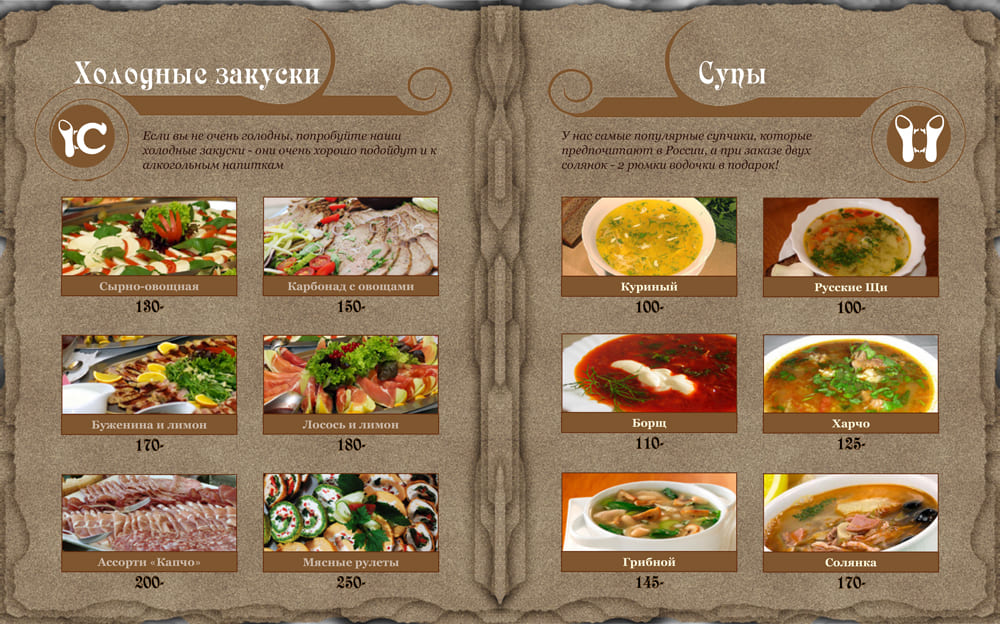 Холодные закуски
Если вы не очень голодны, попробуйте наши
холодные закуски - они очень хорошо подойдут и к
алкогольным напиткам
Сырно-овощная
130-
Карбонад с овощами
150-
Буженина и лимон
170-
Лосось и лимон
180-
Ассорти «Капчо»
200-
Мясные рулеты
250-
Супы
У нас самые популярные супчики, которые
предпочитают в России, а при заказе двух
солянок - 2 рюмки водочки в подарок!
Куриный
100-
Русские Щи
100-
Борщ
110-
Харчо
125-
Грибной
145-
Солянка
170-